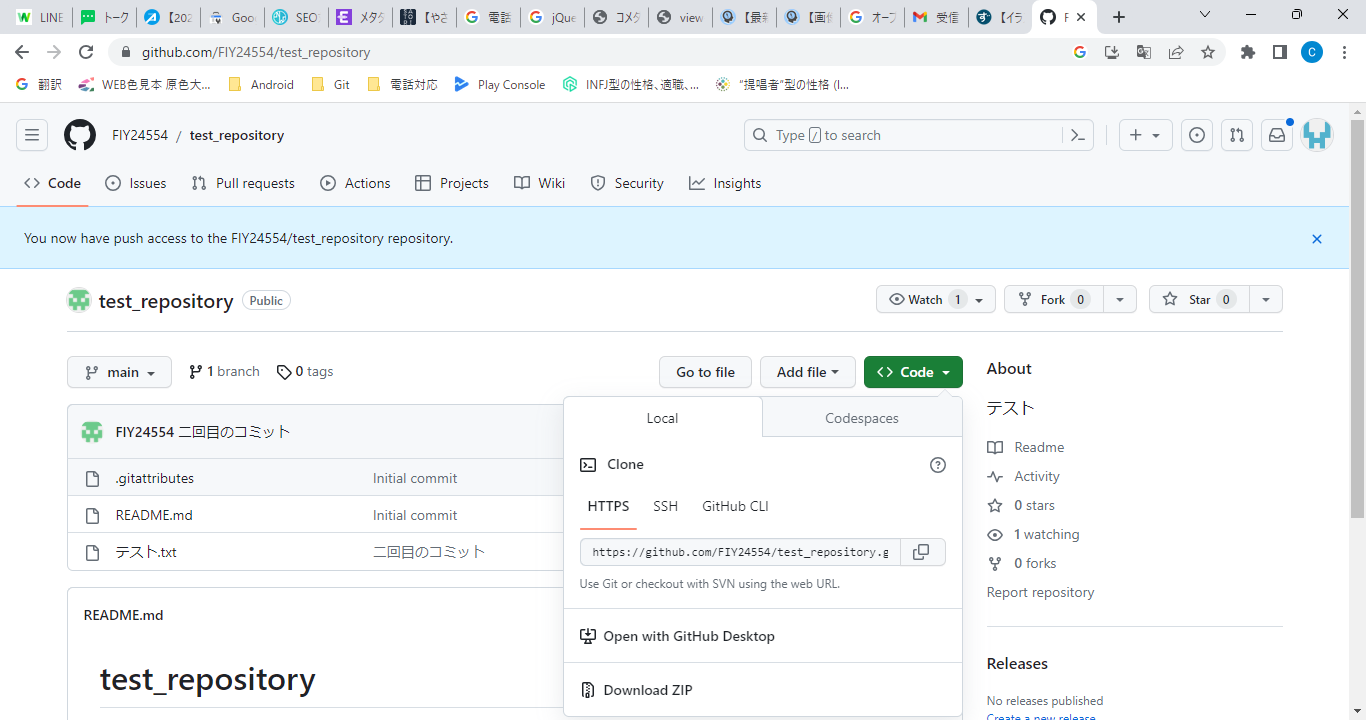 LINE
トーク
【202
Goo
SEO
メタタ
【やさ
電話
jQue
コメタ
view
【最新
【画像
オープ
受信
【イラ
F
github.com/FIY24554/test_repository
翻訳 WEB色見本 原色大... Android Git 電話対応 Play Console INFJ型の性格、適職、... "提唱者"型の性格 (I...
FIY24554 / test_repository
Type / to search
Code Issues Pull requests Actions Projects Wiki Security Insights
You now have push access to the FIY24554/test_repository repository.
test_repository Public
Watch 1 Fork 0 Star 0
main 1 branch 0 tags
Go to file Add file Code
FIY24554 二回目のコミット
.gitattributes Initial commit
README.md Initial commit
テスト.txt 二回目のコミット
README.md
test_repository
Local Codespaces
Clone
HTTPS SSH GitHub CLI
https://github.com/FIY24554/test_repository.g
Use Git or checkout with SVN using the web URL.
Open with GitHub Desktop
Download ZIP
About
テスト
Readme
Activity
0 stars
1 watching
0 forks
Report repository
Releases
No releases published
Create a new release